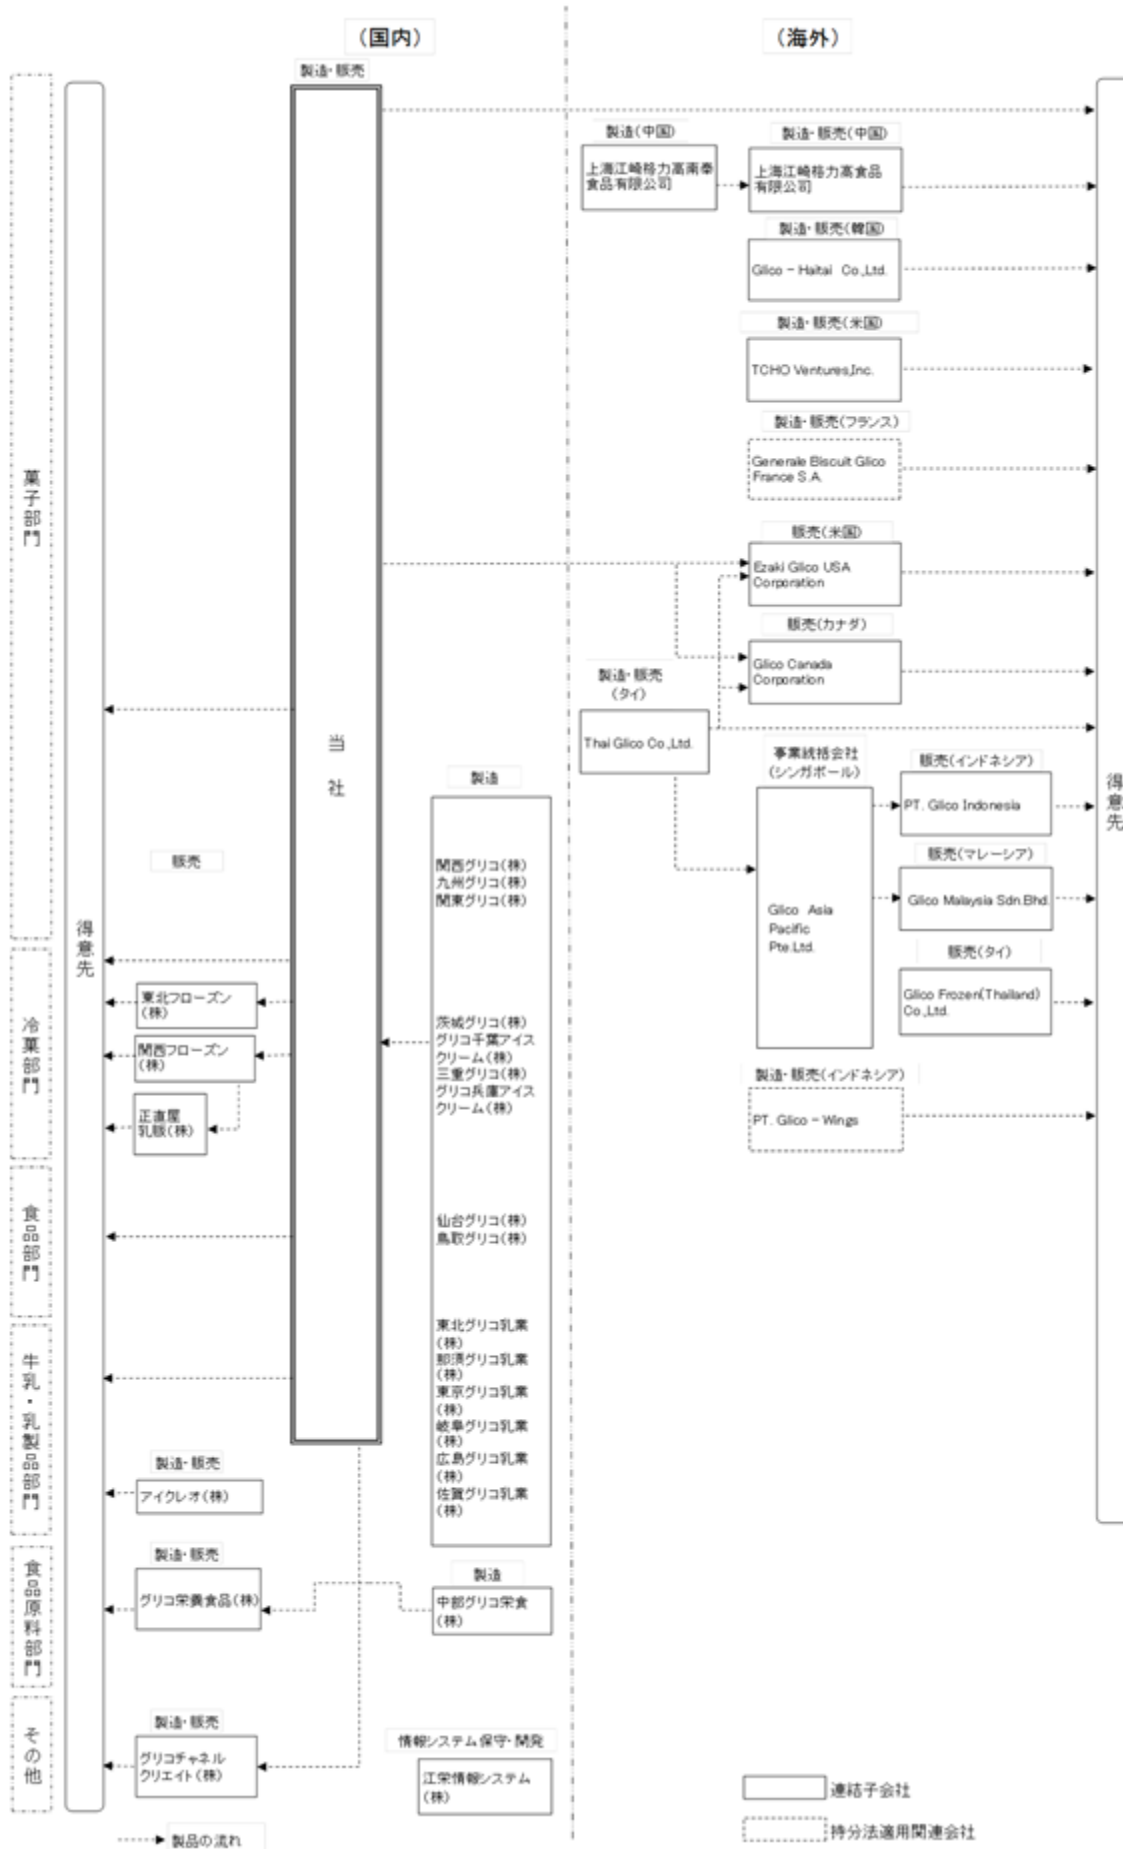 （国内）
（海外）
製造・販売
製造（中国）
上海江崎格力高南奉
食品有限公司
製造・販売（中国）
上海江崎格力高食品
有限公司
製造・販売（韓国）
Glico － Haitai Co.,Ltd.
製造・販売（米国）
TCHO Ventures,Inc.
製造・販売（フランス）
Generale Biscuit Glico
France S.A.
販売（米国）
Ezaki Glico USA
Corporation
販売（カナダ）
Glico Canada
Corporation
製造・販売
（タイ）
Thai Glico Co.,Ltd.
事業統括会社
（シンガポール）
Glico Asia
Pacific
Pte.Ltd.
販売（インドネシア）
PT. Glico Indonesia
販売（マレーシア）
Glico Malaysia Sdn.Bhd.
販売（タイ）
Glico Frozen(Thailand)
Co.,Ltd.
製造・販売（インドネシア）
PT. Glico － Wings
得意先
菓子部門
冷菓部門
食品部門
牛乳・乳製品部門
食品原料部門
その他
得意先
当社
販売
東北フローズン
（株）
関西フローズン
（株）
正直屋
乳販（株）
製造・販売
アイクレオ（株）
製造・販売
グリコ栄養食品（株）
製造・販売
グリコチャネル
クリエイト（株）
製造
関西グリコ（株）
九州グリコ（株）
関東グリコ（株）
茨城グリコ（株）
グリコ千葉アイス
クリーム（株）
三重グリコ（株）
グリコ兵庫アイス
クリーム（株）
仙台グリコ（株）
鳥取グリコ（株）
東北グリコ乳業
（株）
那須グリコ乳業
（株）
東京グリコ乳業
（株）
岐阜グリコ乳業
（株）
広島グリコ乳業
（株）
佐賀グリコ乳業
（株）
製造
中部グリコ栄食
（株）
情報システム保守・開発
江栄情報システム
（株）
製品の流れ
連結子会社
持分法適用関連会社